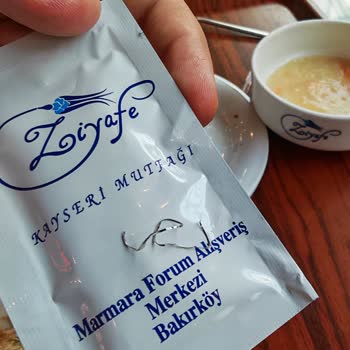 Ziyafe
KAYSERİ MUTFAĞI
Marmara Forum Alışveriş
Merkezi
Bakırköy
Ziyafe